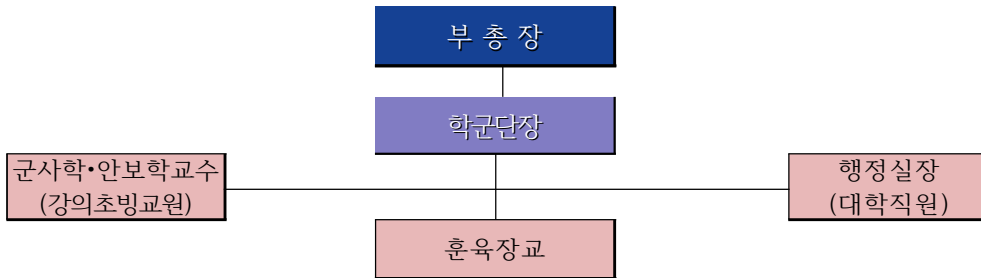 부 총 장
학군단장
군사학•안보학교수
(강의초빙교원)
행정실장
(대학직원)
훈육장교